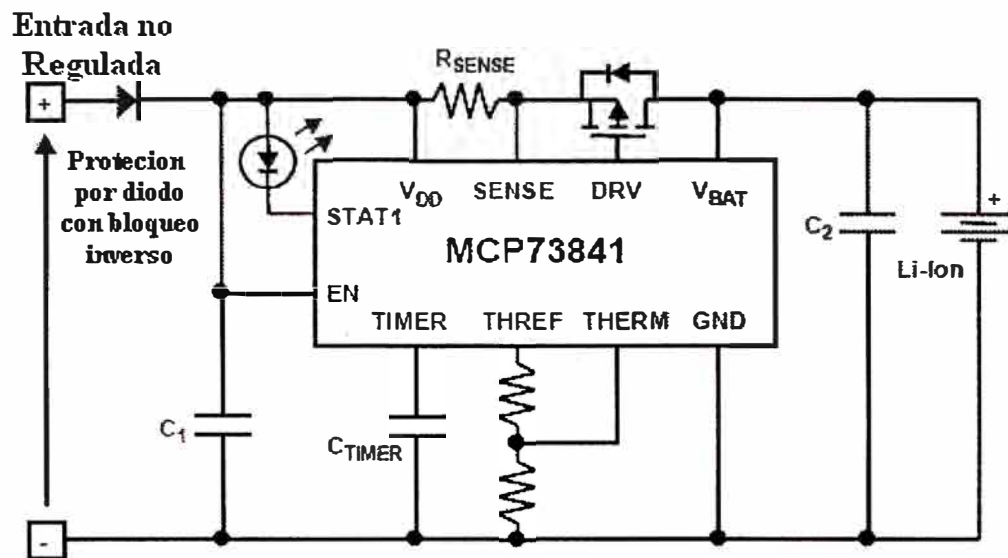 Entrada no
Regulada
+
Protecion
por diodo
con bloqueo
inverso
-
RSENSE
VDD SENSE DRV VBAT
STAT1
MCP73841
EN
TIMER THREF THERM GND
C1
CTIMER
C2
+
Li-Ion